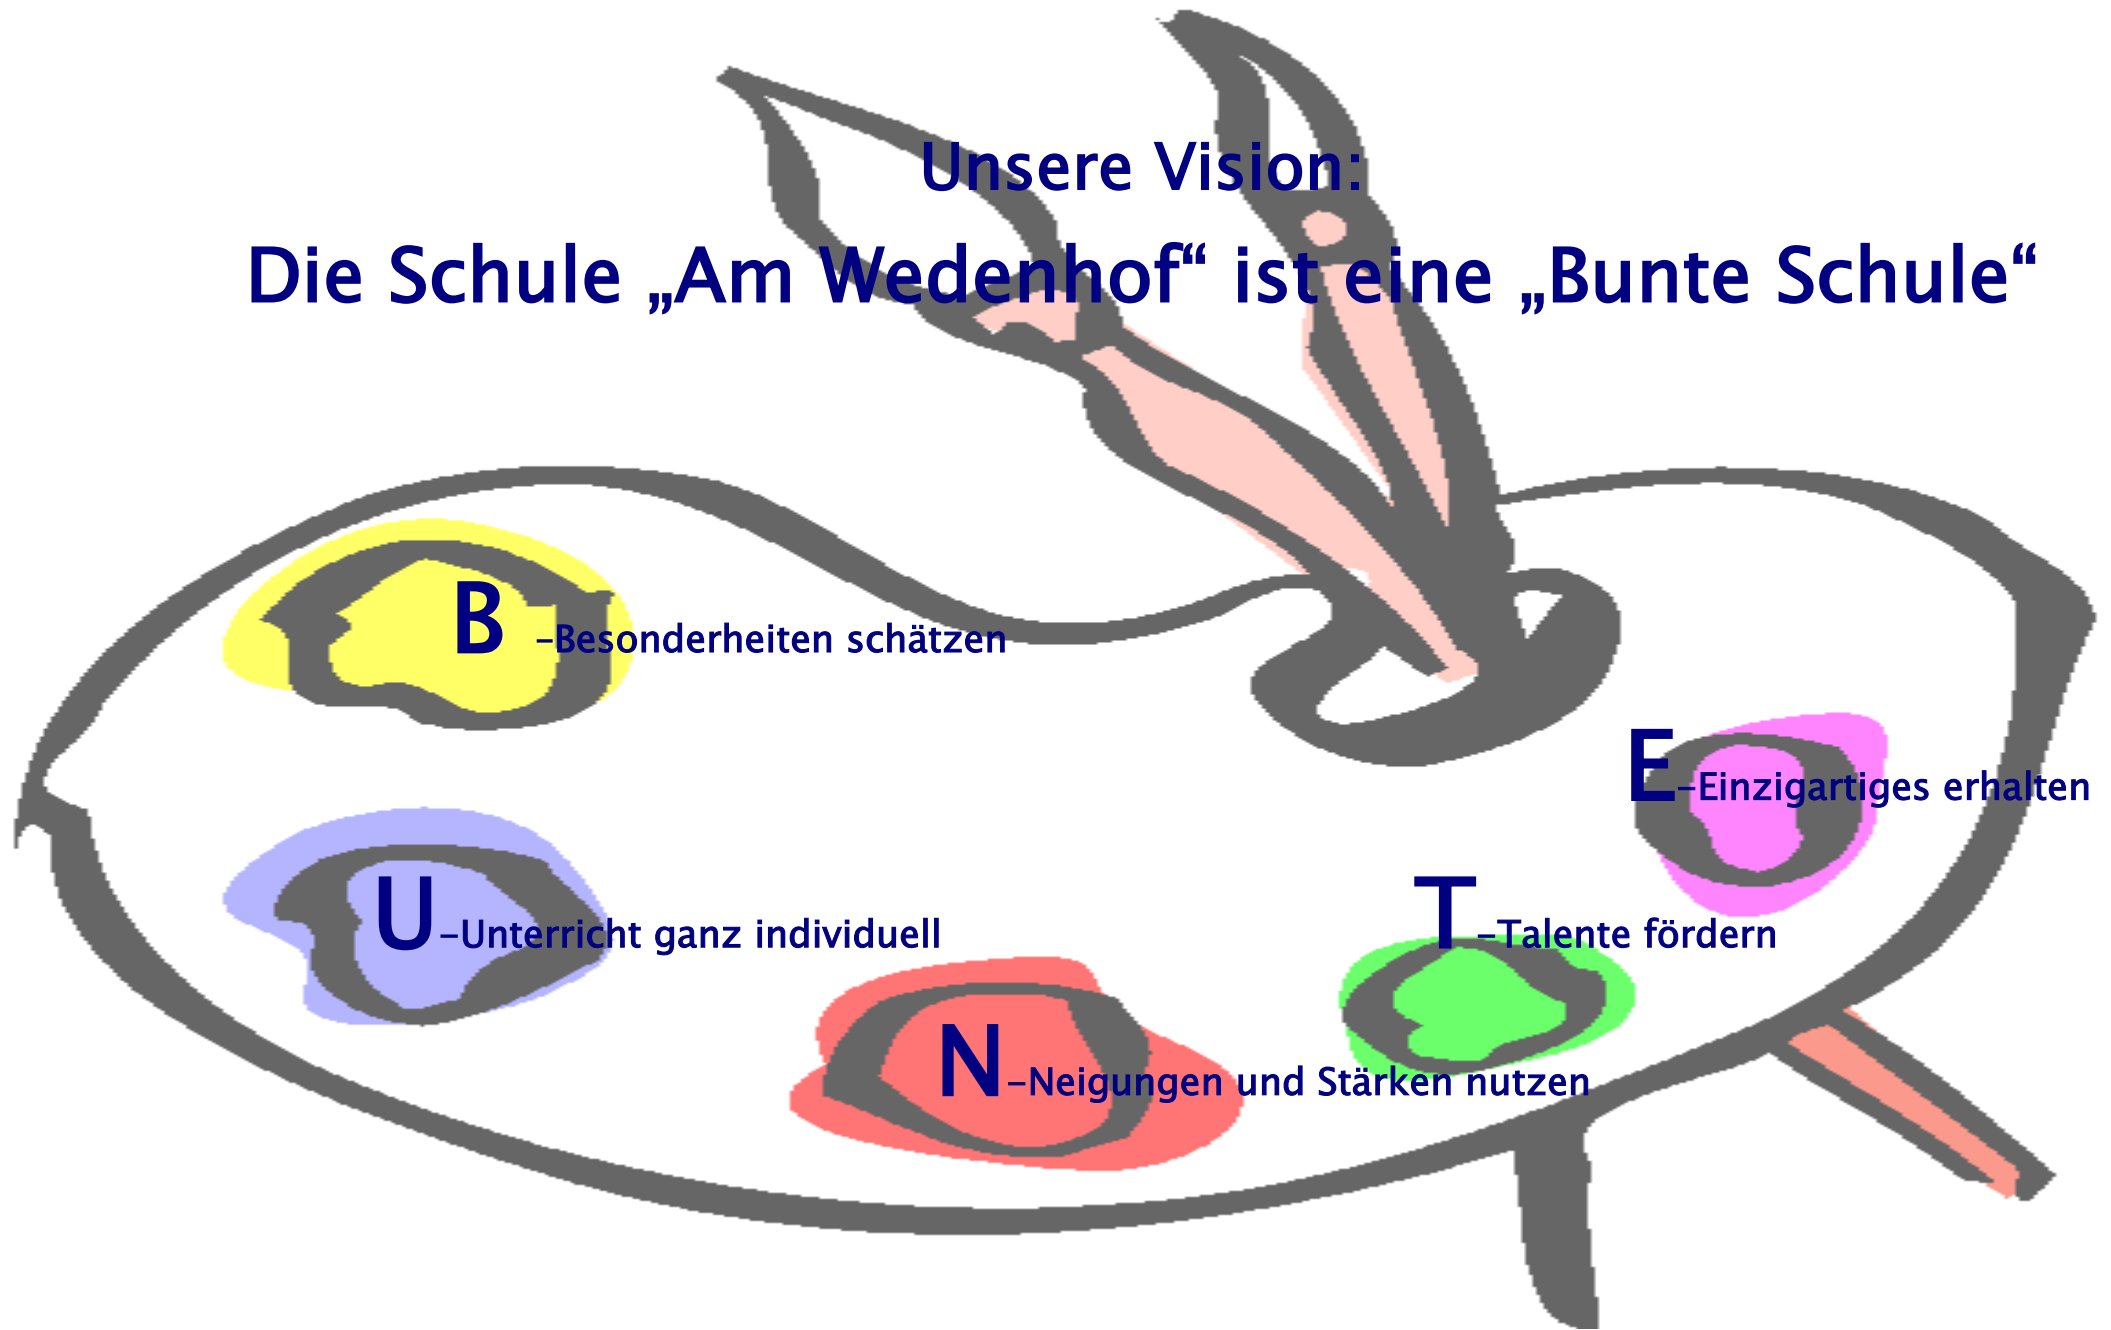 Unsere Vision:
Die Schule „Am Wedenhof“ ist eine „Bunte Schule“
B -Besonderheiten schätzen
U-Unterricht ganz individuell
N-Neigungen und Stärken nutzen
T-Talente fördern
E-Einzigartiges erhalten